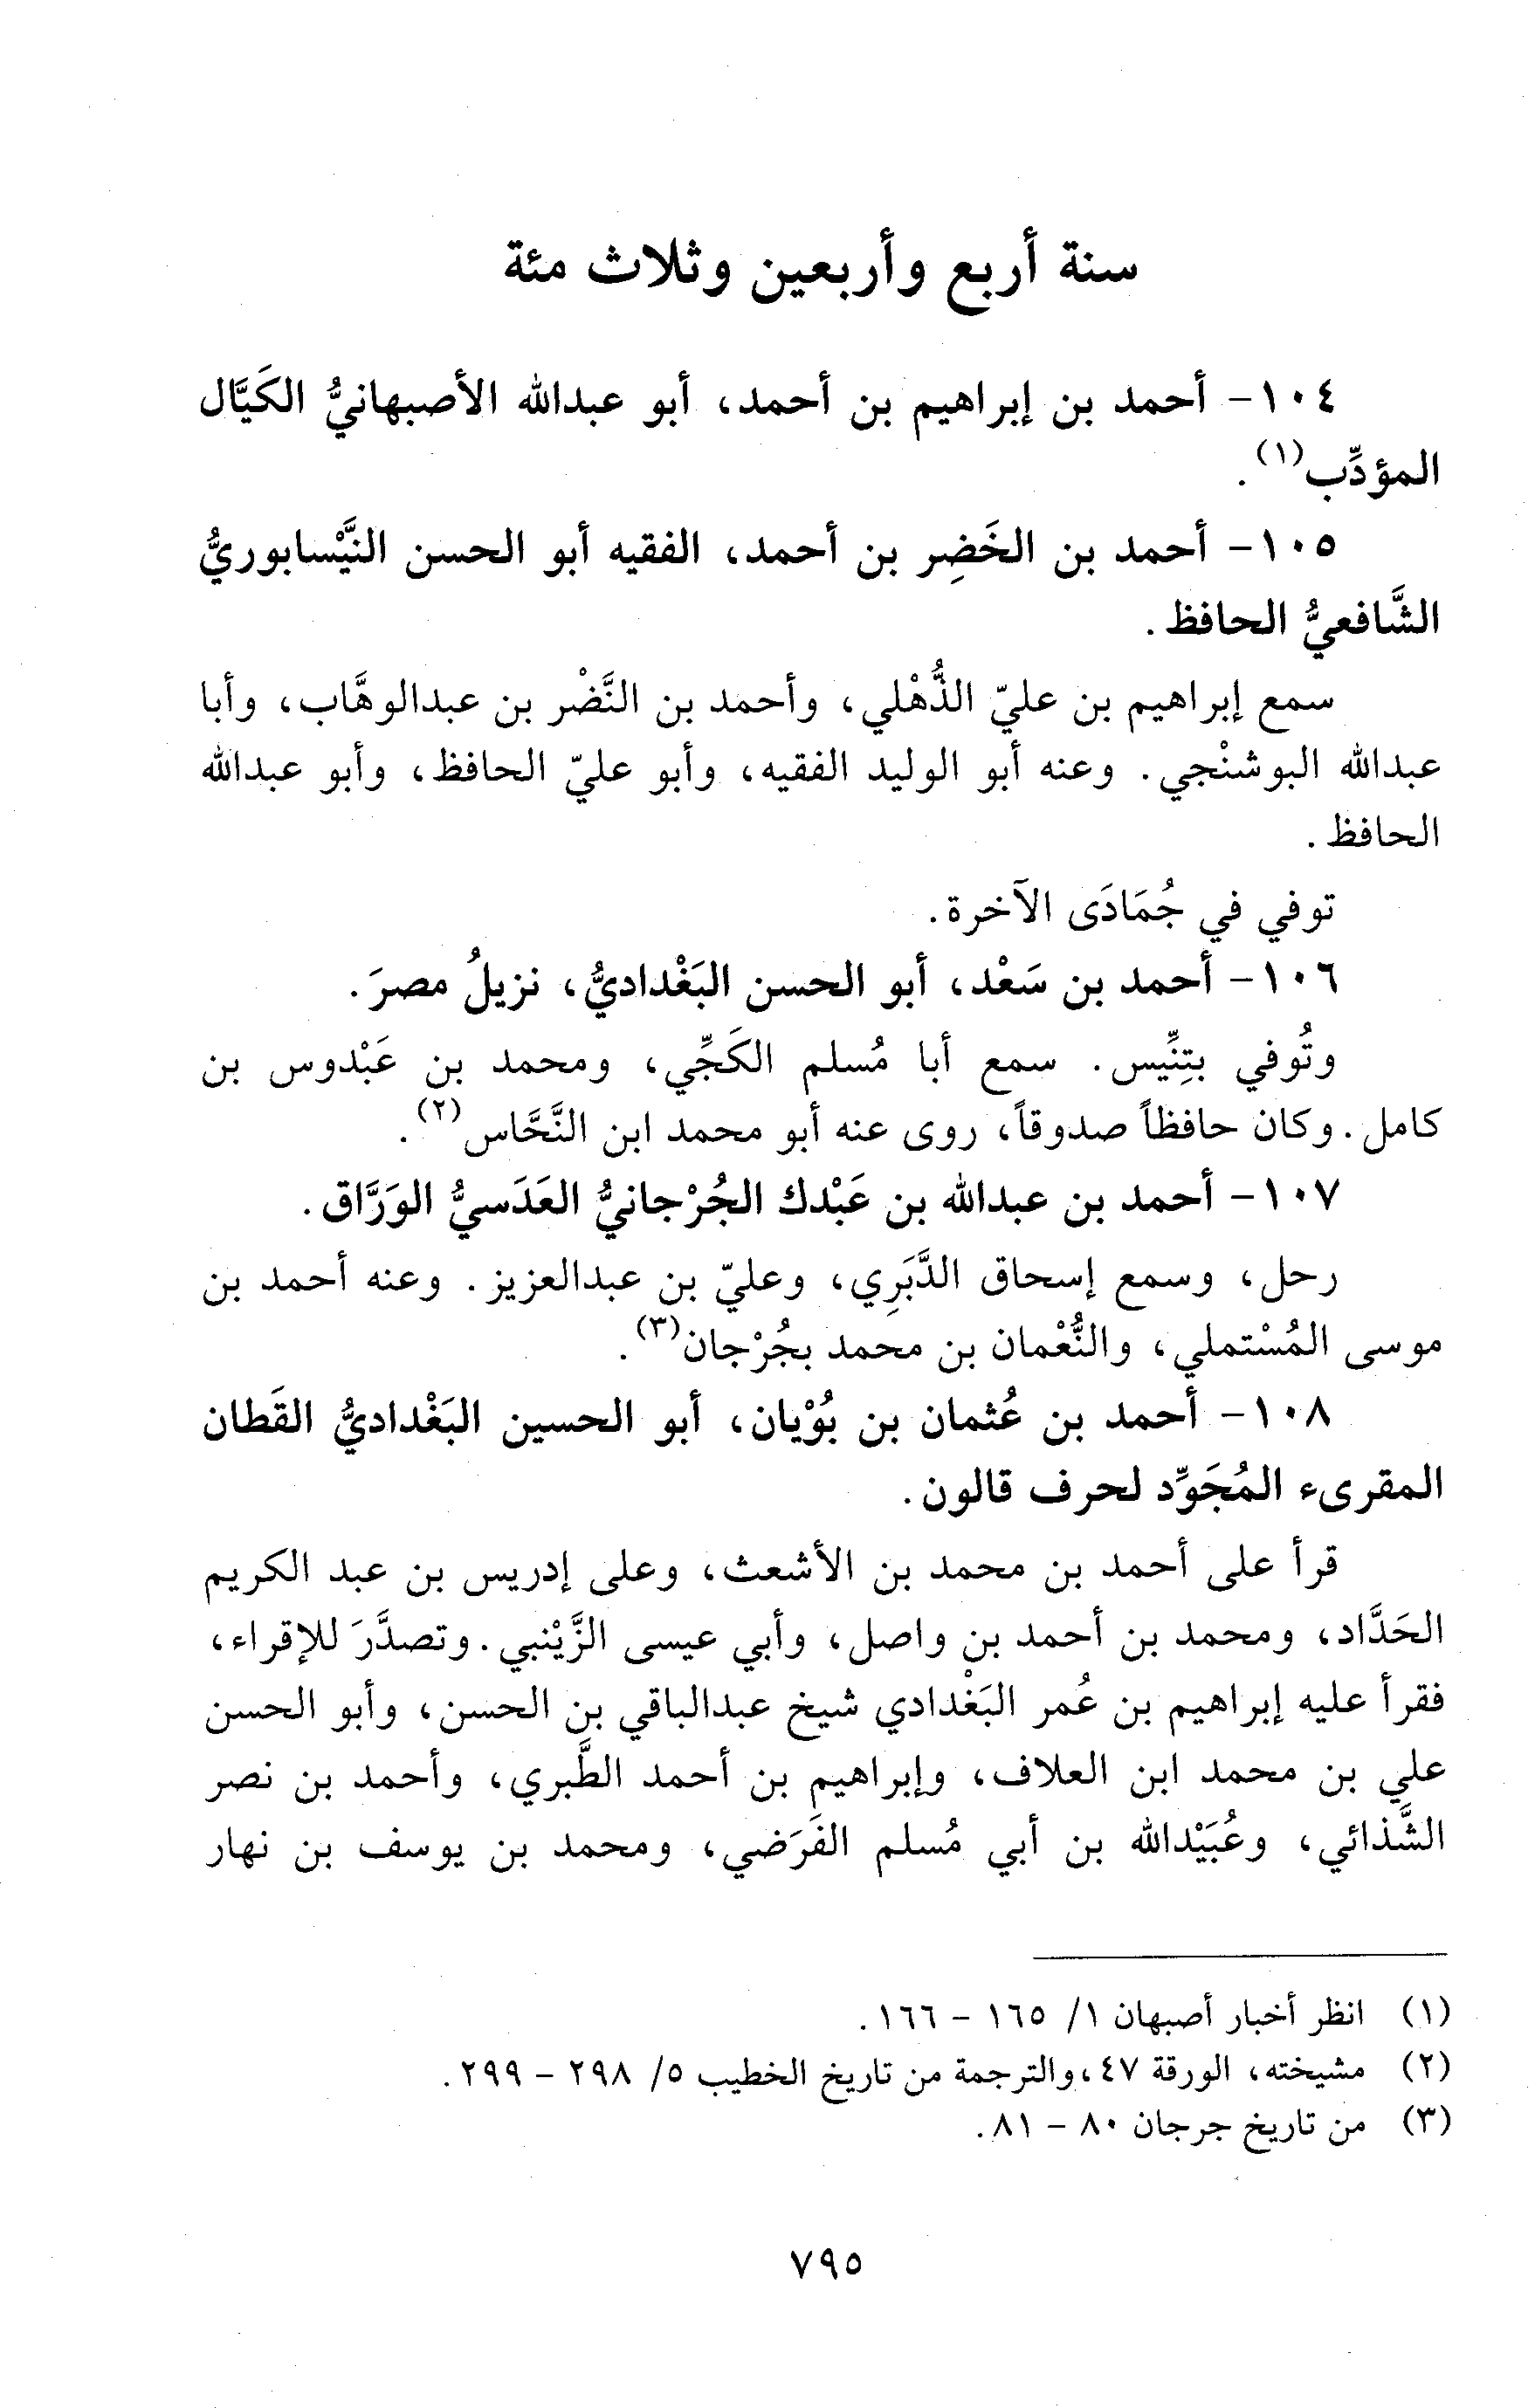 سنة أربع وأربعين وثلاث مئة
١٠٤- أحمد بن إبراهيم بن أحمد، أبو عبدالله الأصبهانيُّ الكَيَّال
المؤدِّب(١).
١٠٥- أحمد بن الخَضِر بن أحمد، الفقيه أبو الحسن النَّيْسابوريُّ
الشَّافعيُّ الحافظ.
سمع إبراهيم بن عليّ الذُّهْلي، وأحمد بن النَّضْر بن عبدالوهَّاب، وأبا
عبدالله البوشنْجي. وعنه أبو الوليد الفقيه، وأبو عليّ الحافظ، وأبو عبدالله
الحافظ.
توفي في جُمَادَى الآخرة.
١٠٦- أحمد بن سَعْد، أبو الحسن البَغْداديُّ، نزيلُ مصرَ.
وتُوفي بتِنِّيس. سمع أبا مُسلم الكَجِّي، ومحمد بن عَبْدوس بن
كامل. وكان حافظاً صدوقاً، روى عنه أبو محمد ابن النَّحَّاس(٢).
١٠٧- أحمد بن عبدالله بن عَبْدك الجُرْجانيُّ العَدَسيُّ الوَرَّاق.
رحل، وسمع إسحاق الدَّبَرِي، وعليّ بن عبدالعزيز. وعنه أحمد بن
موسى المُسْتملي، والنُّعْمان بن محمد بجُرْجان(٣).
١٠٨- أحمد بن عُثمان بن بُوْيان، أبو الحسين البَغْداديُّ القَطان
المقرىء المُجَوِّد لحرف قالون.
قرأ على أحمد بن محمد بن الأشعث، وعلى إدريس بن عبد الكريم
الحَدَّاد، ومحمد بن أحمد بن واصل، وأبي عيسى الزَّيْنبي. وتصدَّرَ للإقراء،
فقرأ عليه إبراهيم بن عُمر البَغْدادي شيخ عبدالباقي بن الحسن، وأبو الحسن
علي بن محمد ابن العلاف، وإبراهيم بن أحمد الطَّبري، وأحمد بن نصر
الشَّذائي، وعُبَيْدالله بن أبي مُسلم الفَرَضي، ومحمد بن يوسف بن نهار
(١) انظر أخبار أصبهان ١/ ١٦٥ - ١٦٦.
(٢) مشيخته، الورقة ٤٧، والترجمة من تاريخ الخطيب ٥/ ٢٩٨ - ٢٩٩.
(٣) من تاريخ جرجان ٨٠ - ٨١.
٧٩٥